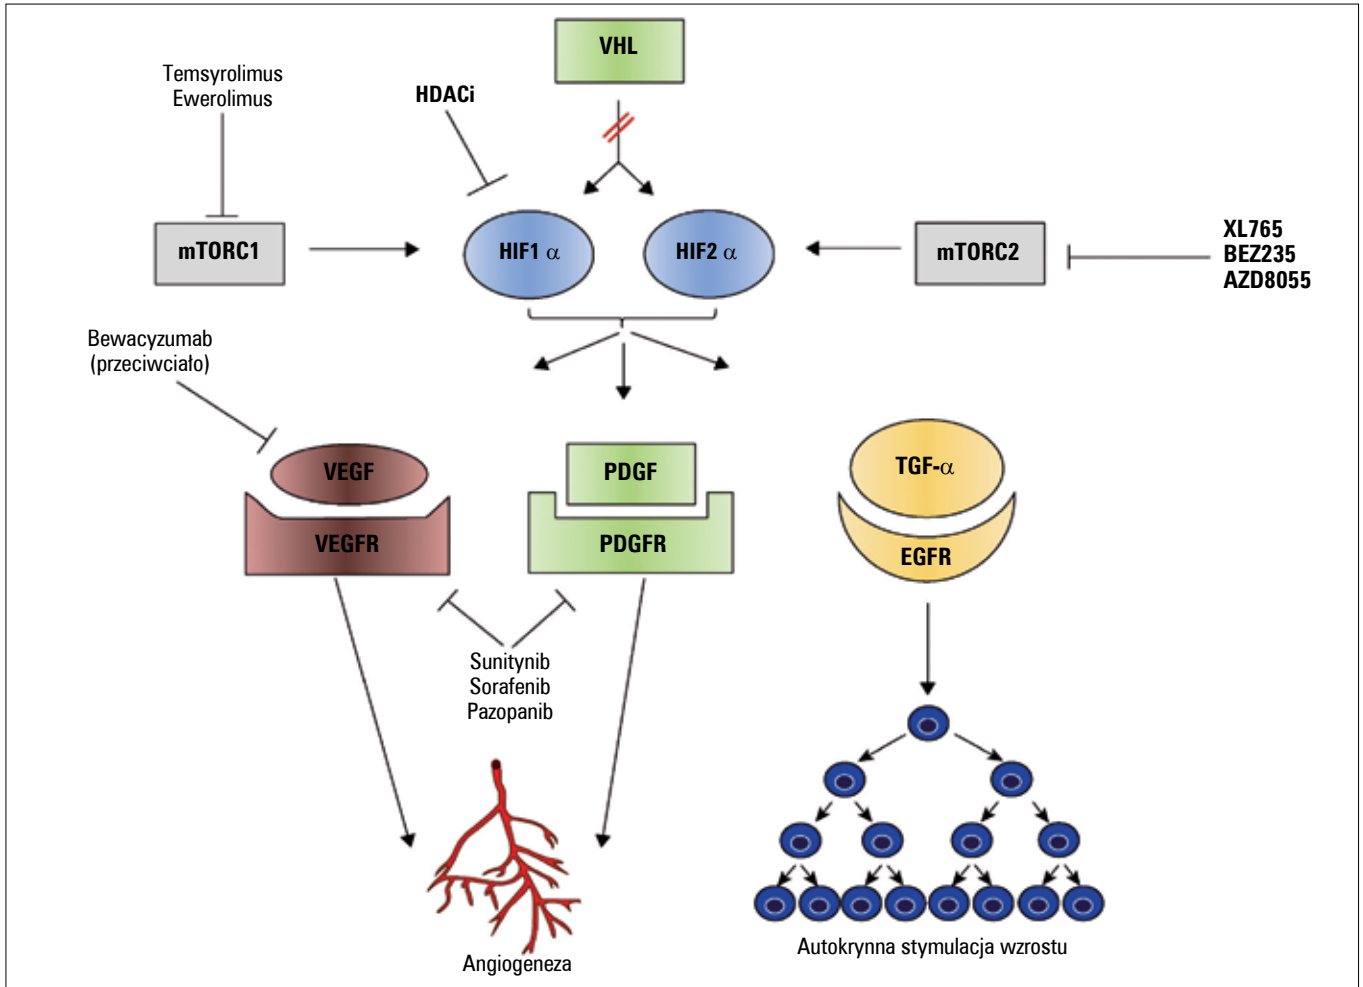 VHL
Temsyrolimus
Ewerolimus
HDACi
mTORC1
HIF1 α
HIF2 α
mTORC2
XL765
BEZ235
AZD8055
Bewacyzumab
(przeciwciało)
VEGF
PDGF
TGF-α
VEGFR
PDGFR
EGFR
Sunitynib
Sorafenib
Pazopanib
Angiogeneza
Autokrynna stymulacja wzrostu